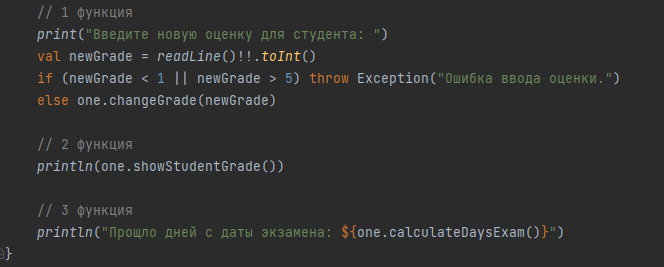 // 1 функция
print("Введите новую оценку для студента: ")
val newGrade = readLine()!!.toInt()
if (newGrade < 1 || newGrade > 5) throw Exception("Ошибка ввода оценки.")
else one.changeGrade(newGrade)
// 2 функция
println(one.showStudentGrade())
// 3 функция
println("Прощло дней с даты экзамена: ${one.calculateDaysExam()}")
}